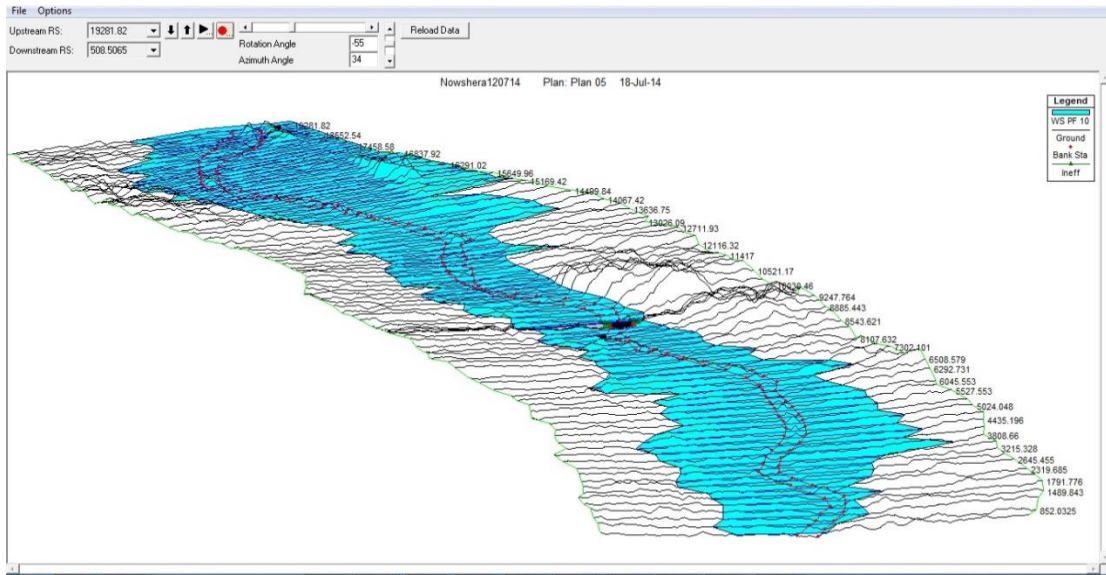 File Options
Upstream RS: 19281.82
Reload Data
Downstream RS: 508.5065
Rotation Angle -55
Azimuth Angle 34
Nowshera120714 Plan: Plan 05 18-Jul-14
Legend
WS PF 10
Ground
Bank Sta
Ineff
19281.82
18552.54
17458.58
16837.92
16291.02
15649.96
15169.42
14499.84
14067.42
13636.75
13026.09
12711.93
12116.32
11417
10521.17
10030.46
9247.764
8885.443
8543.621
8107.632
7302.101
6508.579
6292.731
6045.553
5527.553
5024.048
4435.196
3808.66
3215.328
2645.455
2319.685
1791.776
1489.843
852.0325